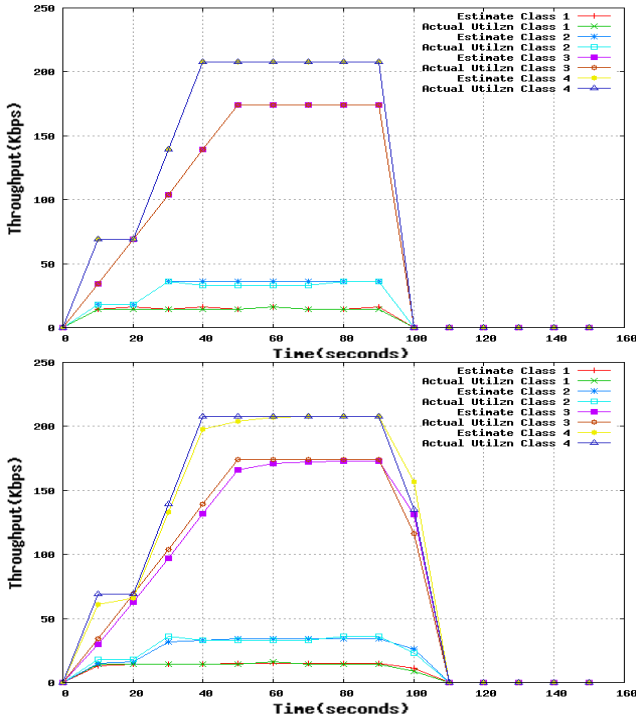 250
200
150
100
50
0
Throughput(Kbps)
Estimate Class 1
Actual Utilzn Class 1
Estimate Class 2
Actual Utilzn Class 2
Estimate Class 3
Actual Utilzn Class 3
Estimate Class 4
Actual Utilzn Class 4
0 20 40 60 80 100 120 140 160
Time(seconds)
250
200
150
100
50
0
Throughput(Kbps)
Estimate Class 1
Actual Utilzn Class 1
Estimate Class 2
Actual Utilzn Class 2
Estimate Class 3
Actual Utilzn Class 3
Estimate Class 4
Actual Utilzn Class 4
0 20 40 60 80 100 120 140 160
Time(seconds)